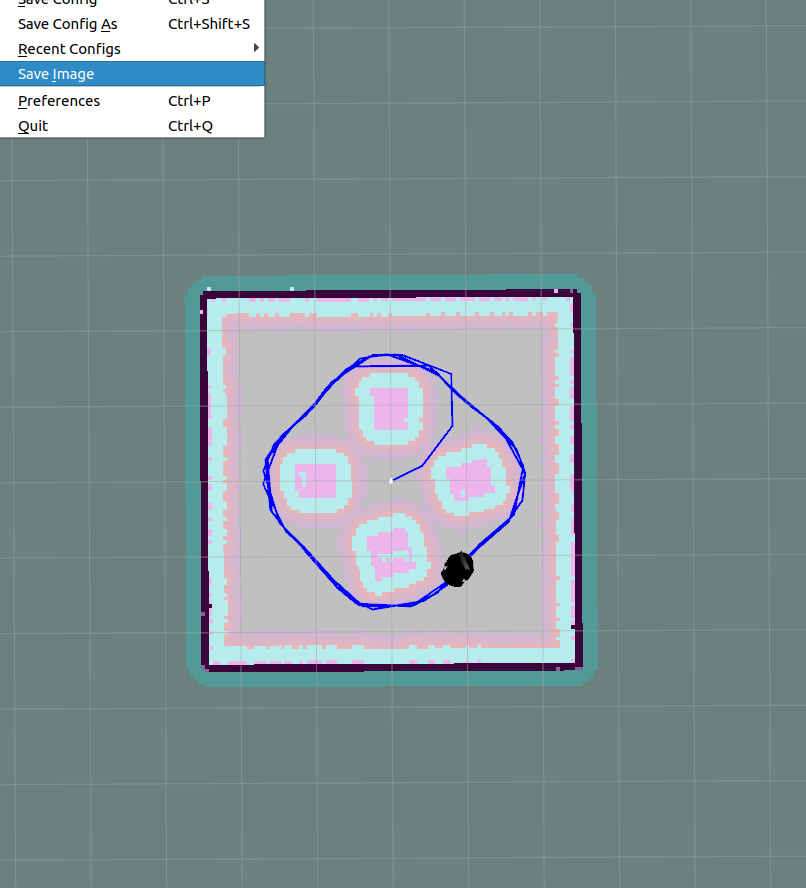 Save Config Ctrl+S
Save Config As Ctrl+Shift+S
Recent Configs
Save Image
Preferences Ctrl+P
Quit Ctrl+Q